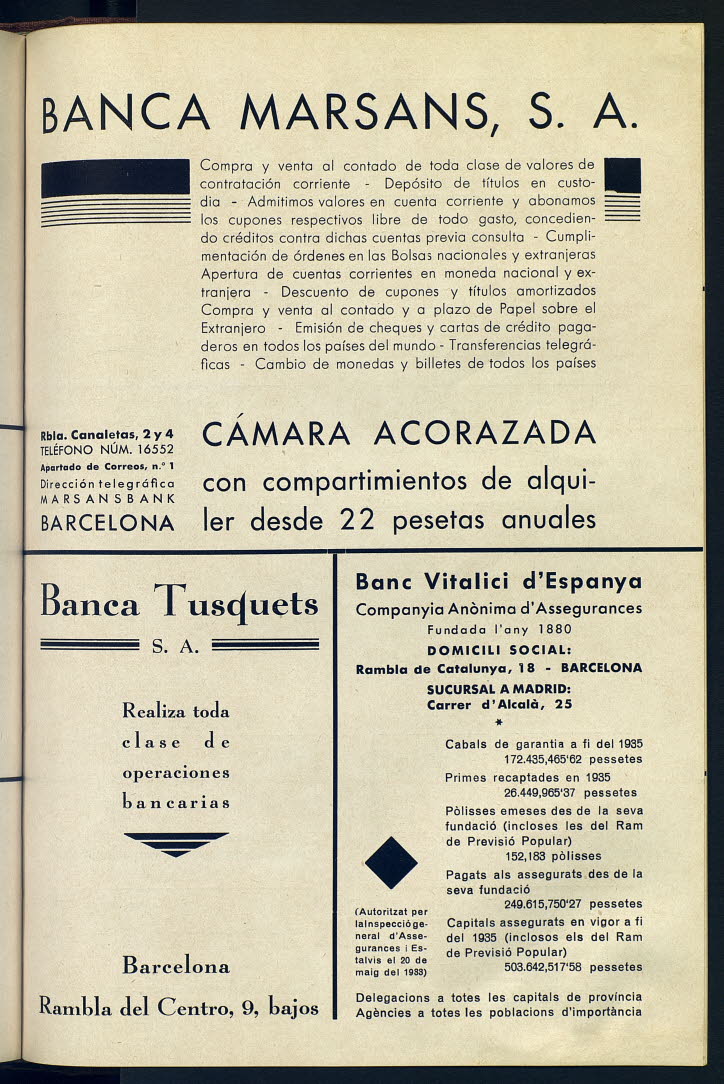 BANCA MARSANS, S. A.
Compra y venta al contado de toda clase de valores de
contratación corriente - Depósito de títulos en custo-
dia - Admitimos valores en cuenta corriente y abonamos
los cupones respectivos libre de todo gasto, concedien-
do créditos contra dichas cuentas previa consulta - Cumpli-
mentación de órdenes en las Bolsas nacionales y extranjeras
Apertura de cuentas corrientes en moneda nacional y ex-
tranjera - Descuento de cupones y títulos amortizados
Compra y venta al contado y a plazo de Papel sobre el
Extranjero - Emisión de cheques y cartas de crédito paga-
deros en todos los países del mundo - Transferencias telegrá-
ficas - Cambio de monedas y billetes de todos los países
Rbla. Canaletas, 2 y 4
TELÉFONO NÚM. 16552
Apartado de Correos, n.º 1
Dirección telegráfica
MARSANSBANK
BARCELONA
CÁMARA ACORAZADA
con compartimientos de alqui-
ler desde 22 pesetas anuales
Banca Tusquets
S. A.
Realiza toda
clase de
operaciones
bancarias
Barcelona
Rambla del Centro, 9, bajos
Banc Vitalici d'Espanya
Companyia Anònima d'Assegurances
Fundada l'any 1880
DOMICILI SOCIAL:
Rambla de Catalunya, 18 - BARCELONA
SUCURSAL A MADRID:
Carrer d'Alcalà, 25
*
Cabals de garantia a fi del 1935
172.435,465'62 pessetes
Primes recaptades en 1935
26.449,965'37 pessetes
Pòlisses emeses des de la seva
fundació (incloses les del Ram
de Previsió Popular)
152,183 pòlisses
Pagats als assegurats des de la
seva fundació
249.615,750'27 pessetes
Capitals assegurats en vigor a fi
del 1935 (inclosos els del Ram
de Previsió Popular)
503.642,517'58 pessetes
(Autoritzat per
la Inspecció ge-
neral d'Asse-
gurances i Es-
talvis el 20 de
maig del 1933)
Delegacions a totes les capitals de província
Agències a totes les poblacions d'importància